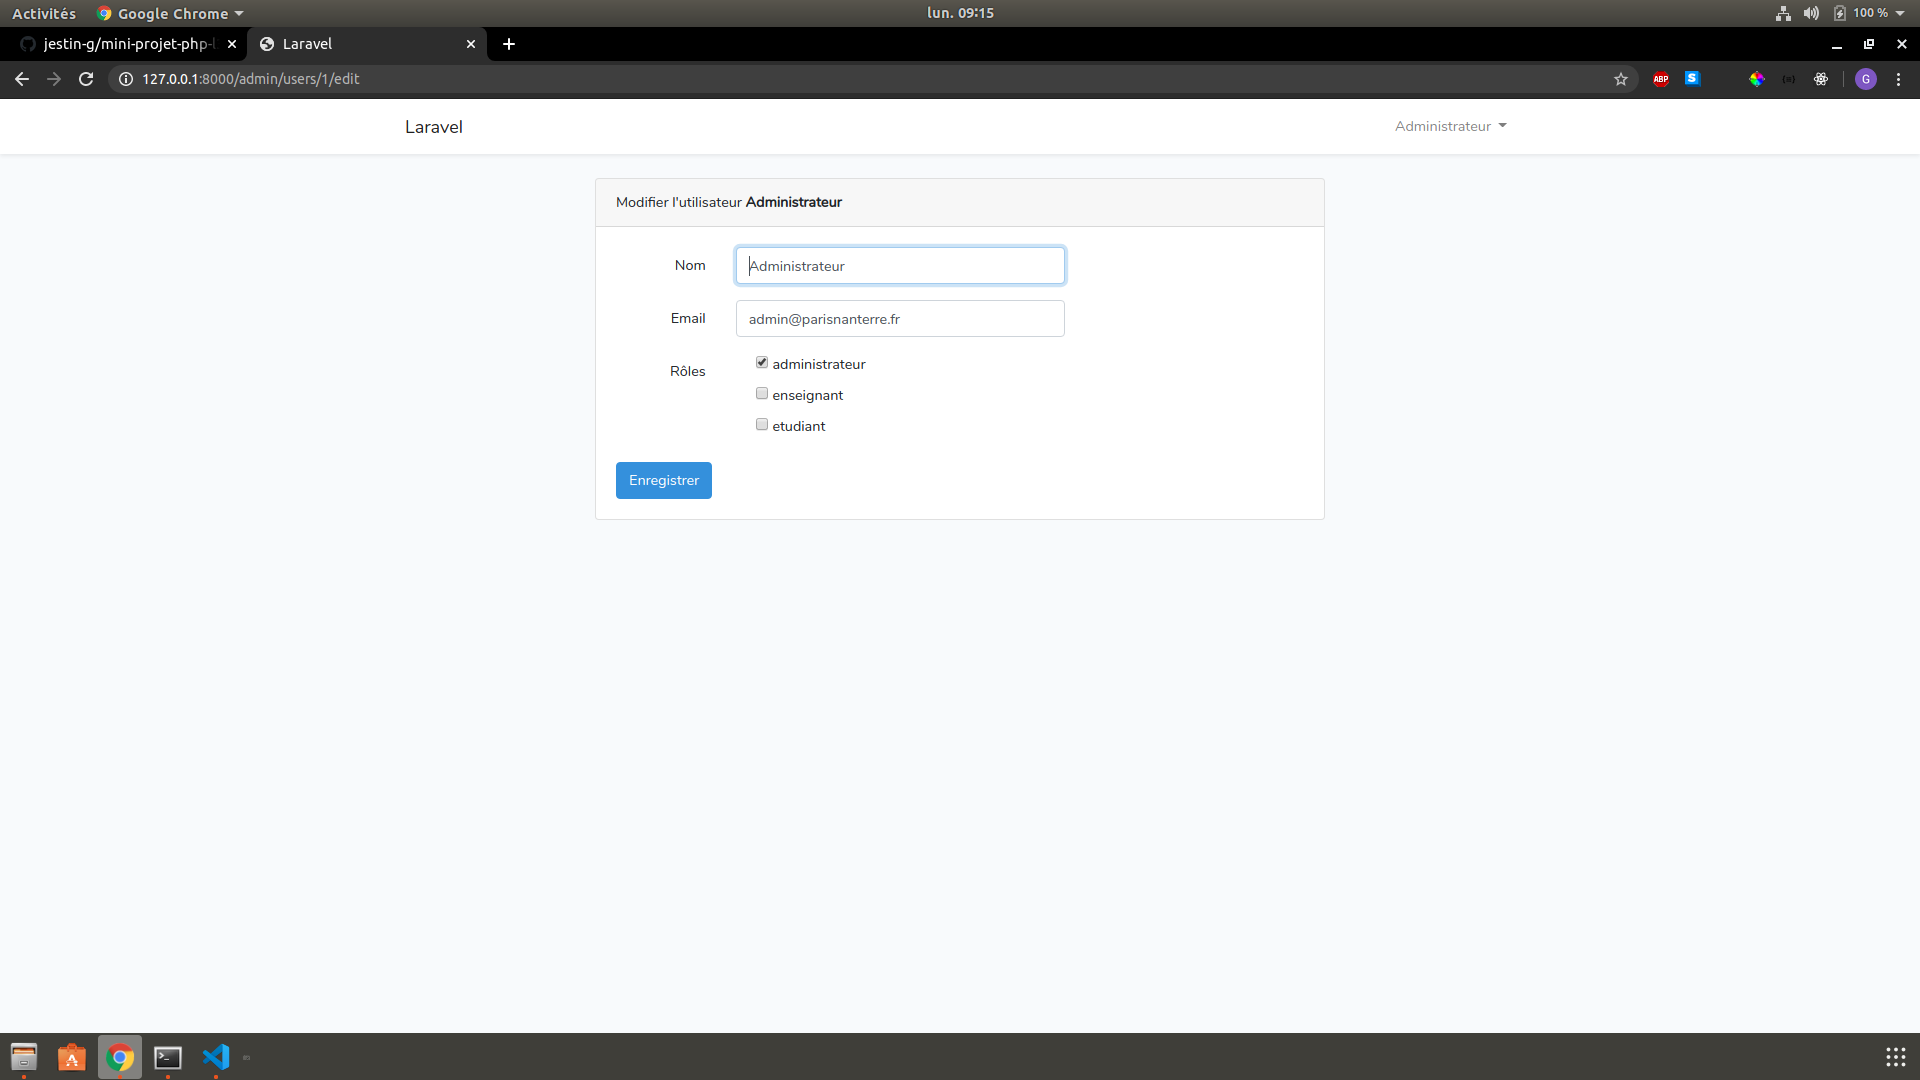 Activités Google Chrome lun. 09:15 100 %
jestin-g/mini-projet-php- Laravel
127.0.0.1:8000/admin/users/1/edit ABP S G
Laravel Administrateur
Modifier l'utilisateur Administrateur
Nom Administrateur
Email admin@parisnanterre.fr
Rôles administrateur
enseignant
etudiant
Enregistrer